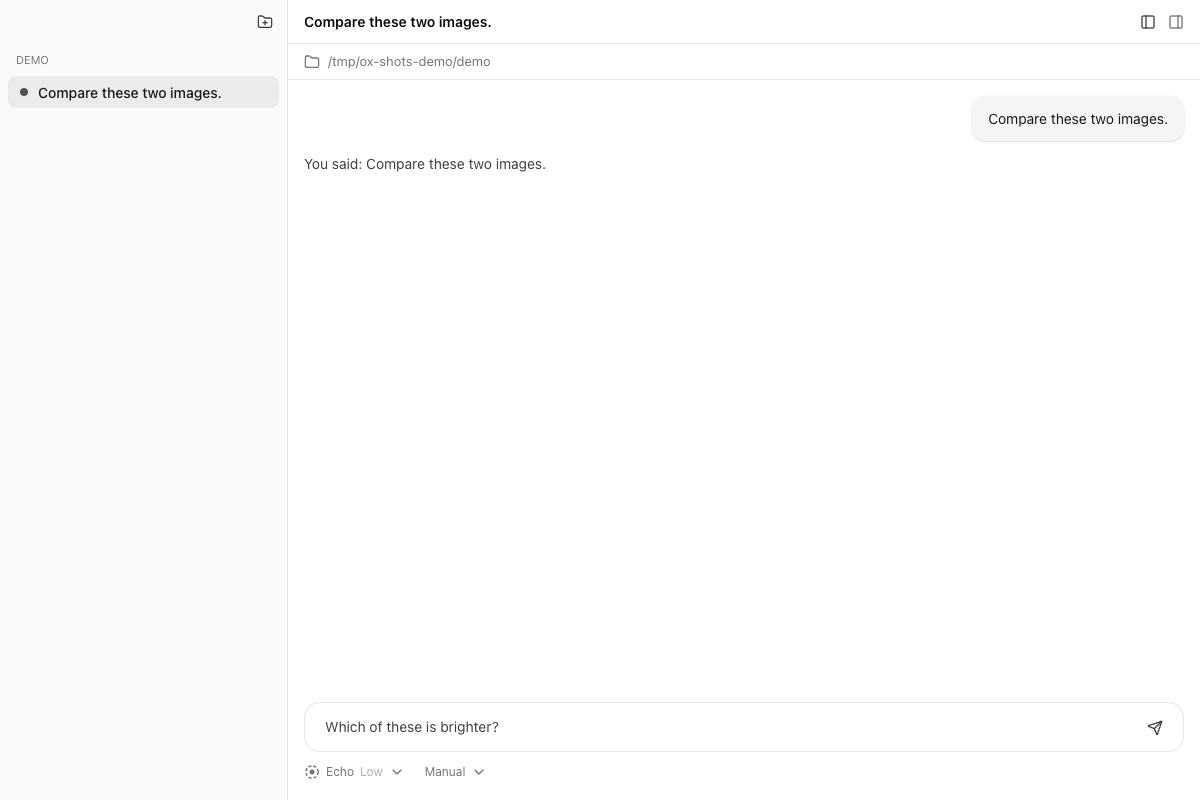 DEMO
Compare these two images.
Compare these two images.
/tmp/ox-shots-demo/demo
Compare these two images.
You said: Compare these two images.
Which of these is brighter?
Echo Low Manual